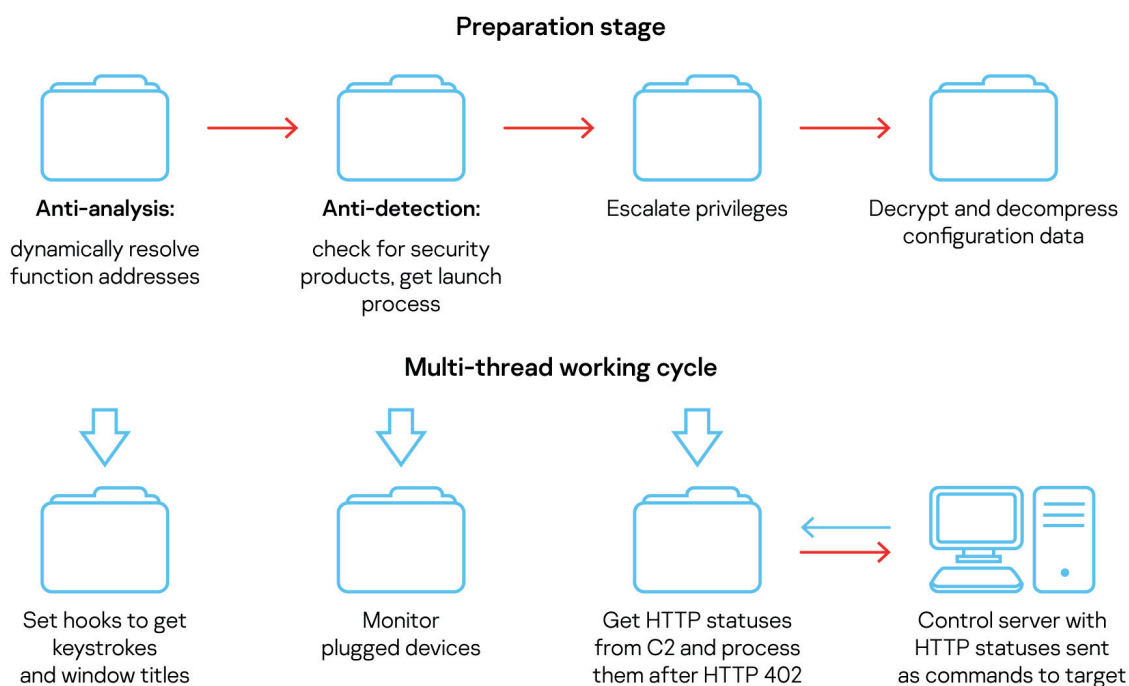 Preparation stage
Anti-analysis:
dynamically resolve
function addresses
Anti-detection:
check for security
products, get launch
process
Escalate privileges
Decrypt and decompress
configuration data
Multi-thread working cycle
Set hooks to get
keystrokes
and window titles
Monitor
plugged devices
Get HTTP statuses
from C2 and process
them after HTTP 402
Control server with
HTTP statuses sent
as commands to target